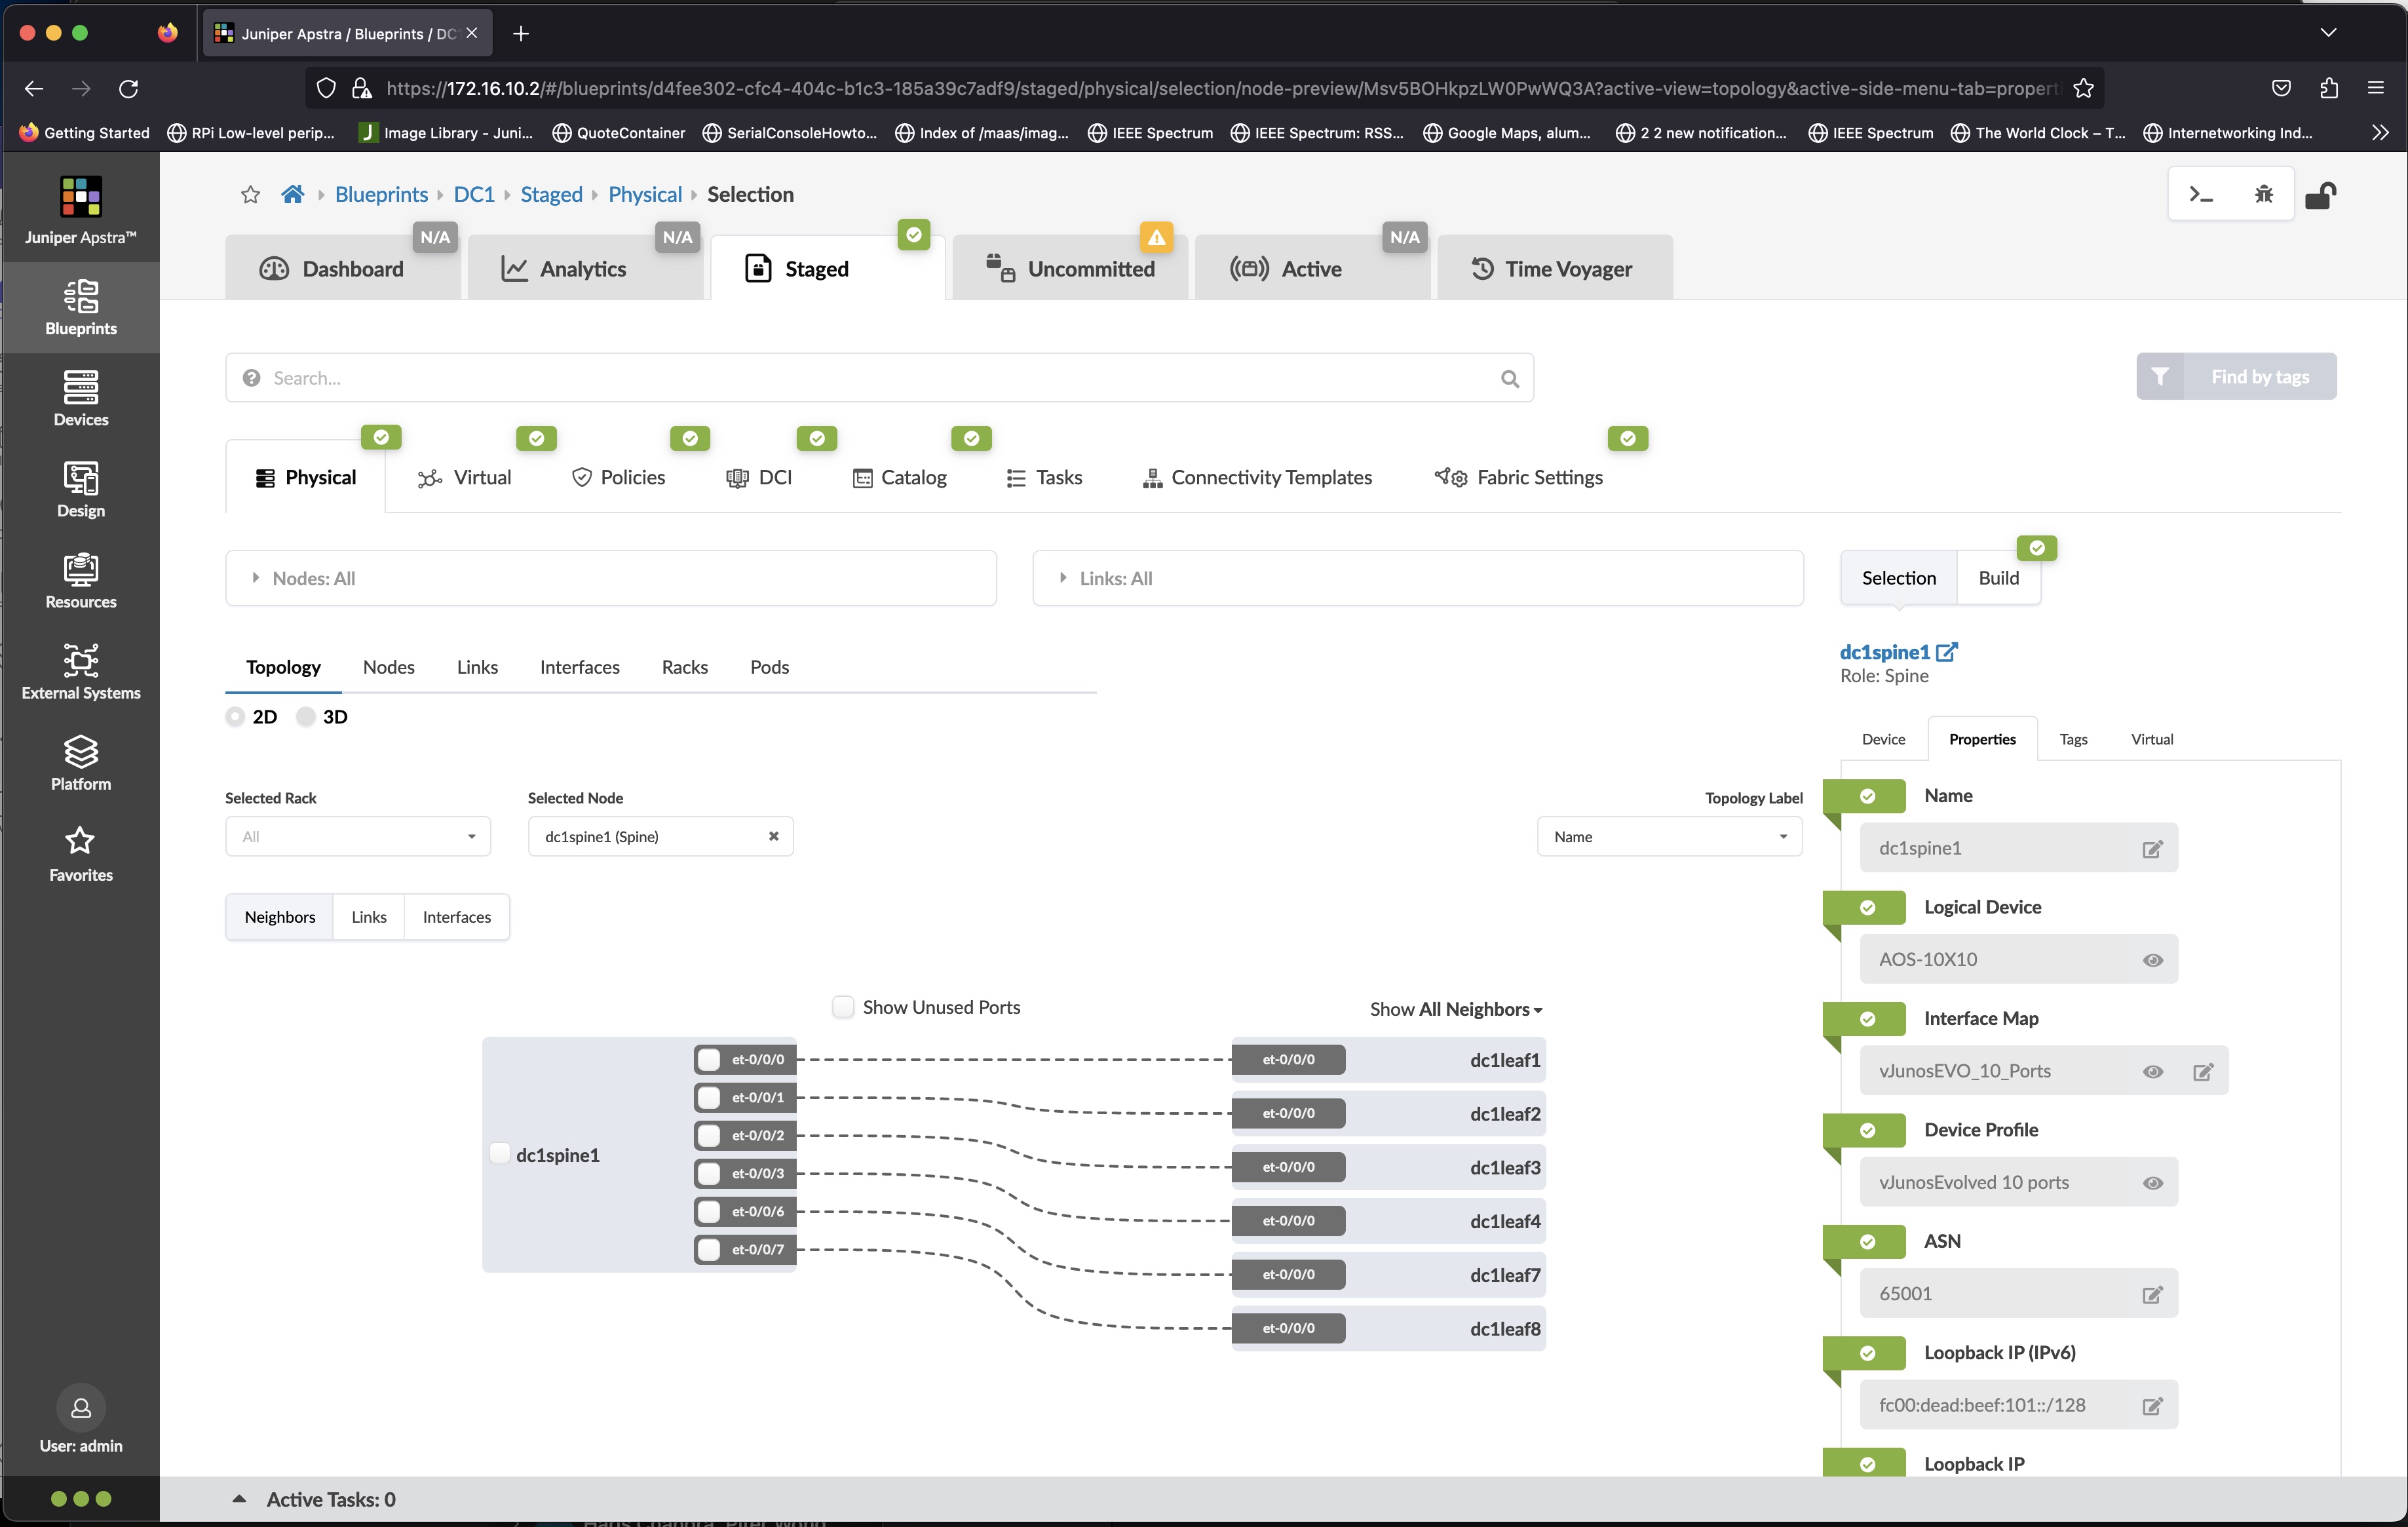 Juniper Apstra / Blueprints / DC
https://172.16.10.2/#/blueprints/d4fee302-cfc4-404c-b1c3-185a39c7adf9/staged/physical/selection/node-preview/Msv5BOHkpzLW0PwWQ3A?active-view=topology&active-side-menu-tab=properti
Getting Started RPi Low-level perip... Image Library - Juni... QuoteContainer SerialConsoleHowto... Index of /maas/imag... IEEE Spectrum IEEE Spectrum: RSS... Google Maps, alum... 2 2 new notification... IEEE Spectrum The World Clock – T... Internetworking Ind...
Juniper Apstra™
Blueprints
Devices
Design
Resources
External Systems
Platform
Favorites
User: admin
Blueprints DC1 Staged Physical Selection
N/A N/A N/A
Dashboard Analytics Staged Uncommitted Active Time Voyager
Search... Find by tags
Physical Virtual Policies DCI Catalog Tasks Connectivity Templates Fabric Settings
Nodes: All Links: All
Selection Build
Topology Nodes Links Interfaces Racks Pods
2D 3D
Selected Rack Selected Node Topology Label
All dc1spine1 (Spine) Name
Neighbors Links Interfaces
Show Unused Ports Show All Neighbors
dc1spine1
et-0/0/0 et-0/0/0 dc1leaf1
et-0/0/1 et-0/0/0 dc1leaf2
et-0/0/2 et-0/0/0 dc1leaf3
et-0/0/3 et-0/0/0 dc1leaf4
et-0/0/6 et-0/0/0 dc1leaf7
et-0/0/7 et-0/0/0 dc1leaf8
dc1spine1
Role: Spine
Device Properties Tags Virtual
Name
dc1spine1
Logical Device
AOS-10X10
Interface Map
vJunosEVO_10_Ports
Device Profile
vJunosEvolved 10 ports
ASN
65001
Loopback IP (IPv6)
fc00:dead:beef:101::/128
Loopback IP
Active Tasks: 0